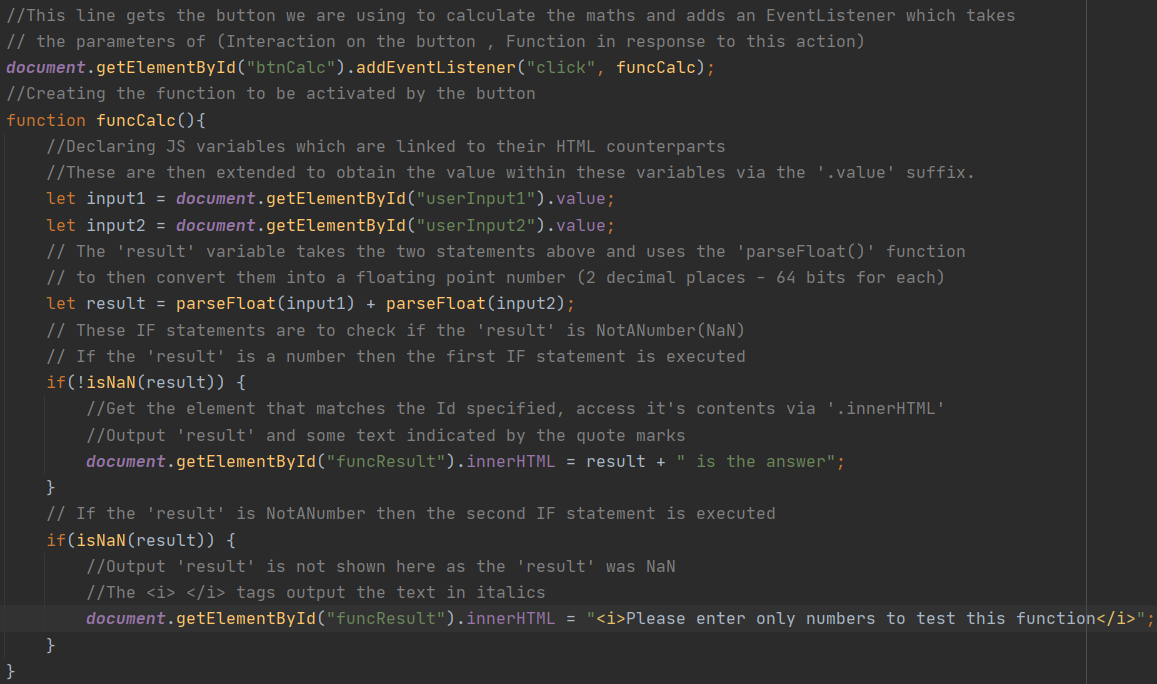 //This line gets the button we are using to calculate the maths and adds an EventListener which takes
// the parameters of (Interaction on the button , Function in response to this action)
document.getElementById("btnCalc").addEventListener("click", funcCalc);
//Creating the function to be activated by the button
function funcCalc(){
    //Declaring JS variables which are linked to their HTML counterparts
    //These are then extended to obtain the value within these variables via the '.value' suffix.
    let input1 = document.getElementById("userInput1").value;
    let input2 = document.getElementById("userInput2").value;
    // The 'result' variable takes the two statements above and uses the 'parseFloat()' function
    // to then convert them into a floating point number (2 decimal places - 64 bits for each)
    let result = parseFloat(input1) + parseFloat(input2);
    // These IF statements are to check if the 'result' is NotANumber(NaN)
    // If the 'result' is a number then the first IF statement is executed
    if(!isNaN(result)) {
        //Get the element that matches the Id specified, access it's contents via '.innerHTML'
        //Output 'result' and some text indicated by the quote marks
        document.getElementById("funcResult").innerHTML = result + " is the answer";
    }
    // If the 'result' is NotANumber then the second IF statement is executed
    if(isNaN(result)) {
        //Output 'result' is not shown here as the 'result' was NaN
        //The <i> </i> tags output the text in italics
        document.getElementById("funcResult").innerHTML = "<i>Please enter only numbers to test this function</i>";
    }
}